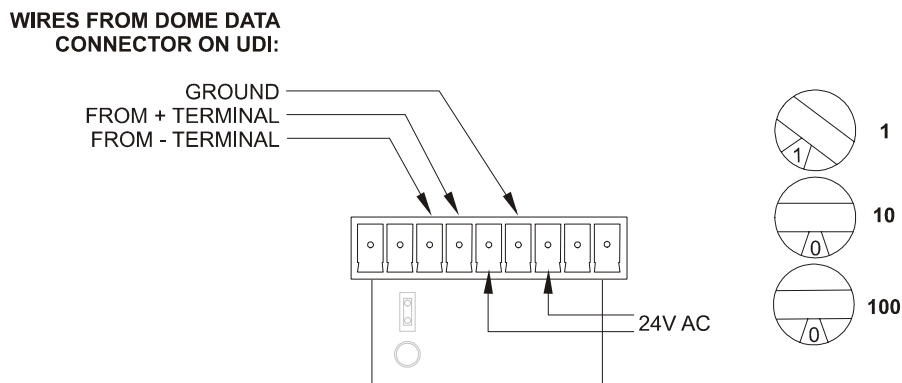 WIRES FROM DOME DATA
CONNECTOR ON UDI:
GROUND
FROM + TERMINAL
FROM - TERMINAL
24V AC
1
1
0
10
0
100